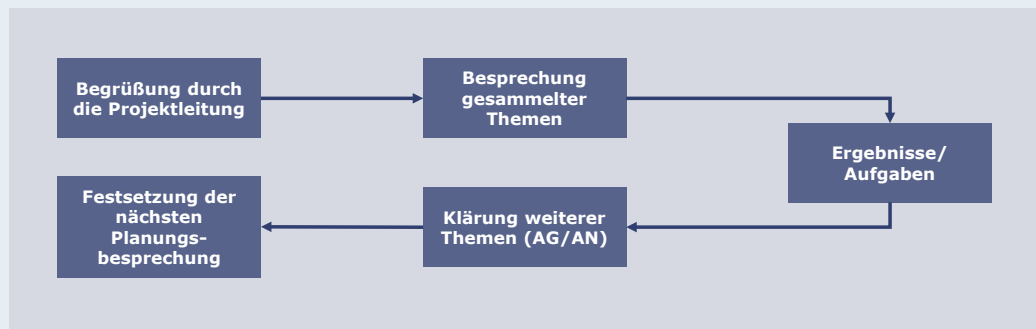 Begrüßung durch
die Projektleitung
Besprechung
gesammelter
Themen
Ergebnisse/
Aufgaben
Klärung weiterer
Themen (AG/AN)
Festsetzung der
nächsten
Planungs-
besprechung